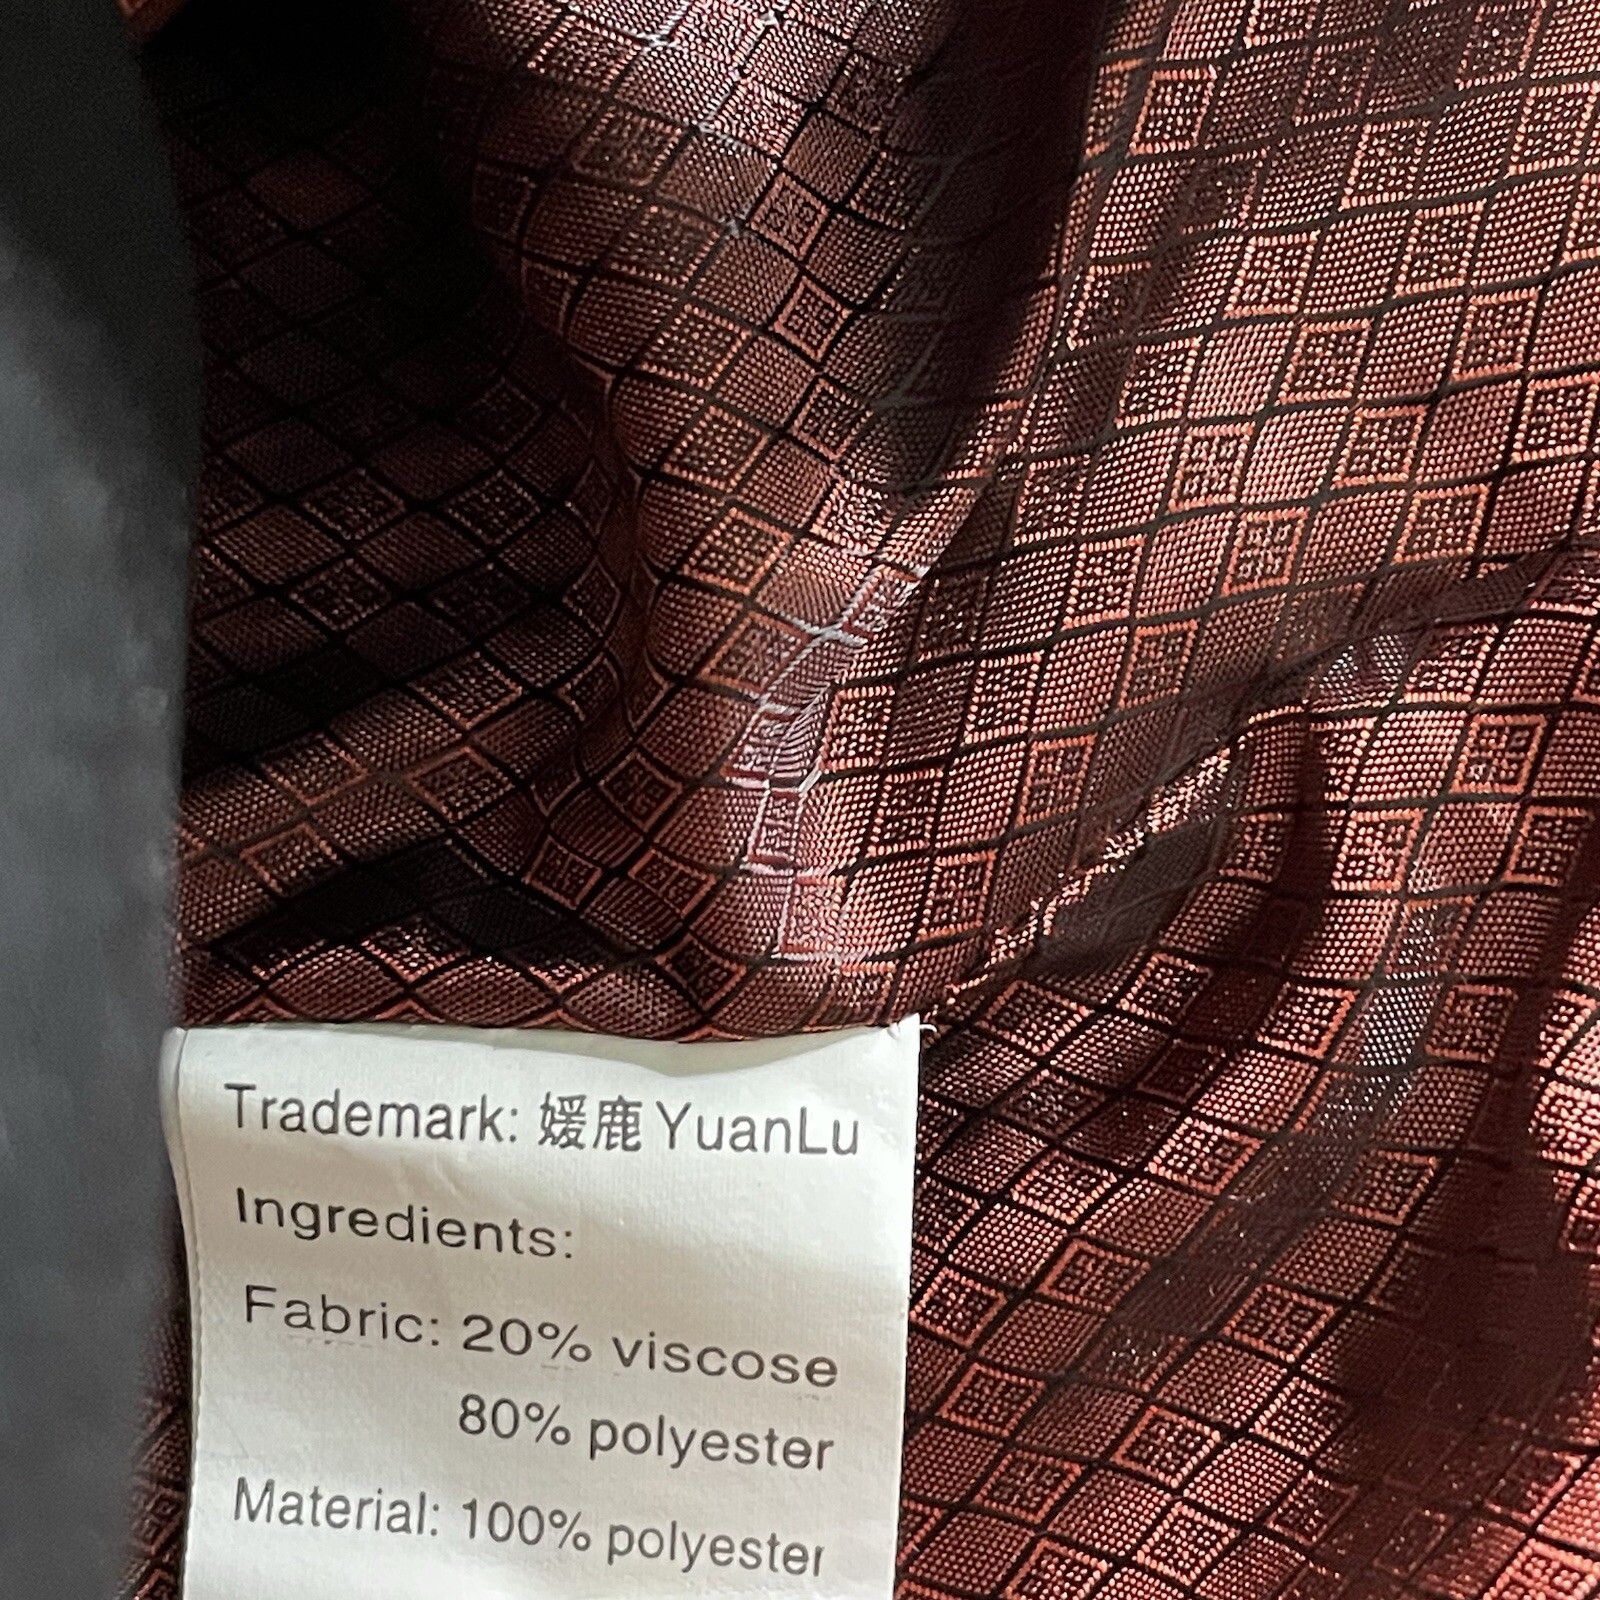 Trademark: 媛鹿 YuanLu
Ingredients:
Fabric: 20% viscose
80% polyester
Material: 100% polyester